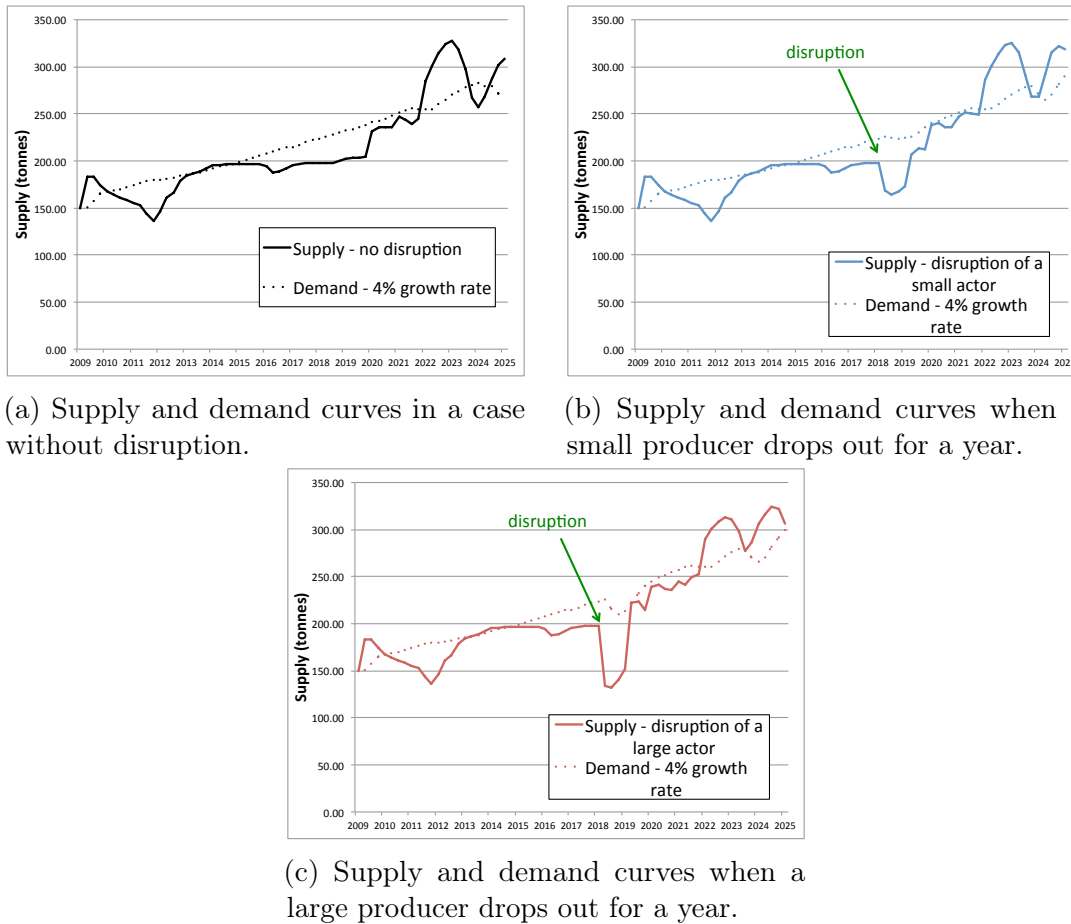 350.00
300.00
250.00
200.00
150.00
100.00
50.00
0.00
Supply (tonnes)
Supply - no disruption
Demand - 4% growth rate
2009 2010 2011 2012 2013 2014 2015 2016 2017 2018 2019 2020 2021 2022 2023 2024 2025
(a) Supply and demand curves in a case
without disruption.
350.00
300.00
250.00
200.00
150.00
100.00
50.00
0.00
Supply (tonnes)
disruption
Supply - disruption of a
small actor
Demand - 4% growth
rate
2009 2010 2011 2012 2013 2014 2015 2016 2017 2018 2019 2020 2021 2022 2023 2024 202
(b) Supply and demand curves when
small producer drops out for a year.
350.00
300.00
250.00
200.00
150.00
100.00
50.00
0.00
Supply (tonnes)
disruption
Supply - disruption of a
large actor
Demand - 4% growth
rate
2009 2010 2011 2012 2013 2014 2015 2016 2017 2018 2019 2020 2021 2022 2023 2024 2025
(c) Supply and demand curves when a
large producer drops out for a year.